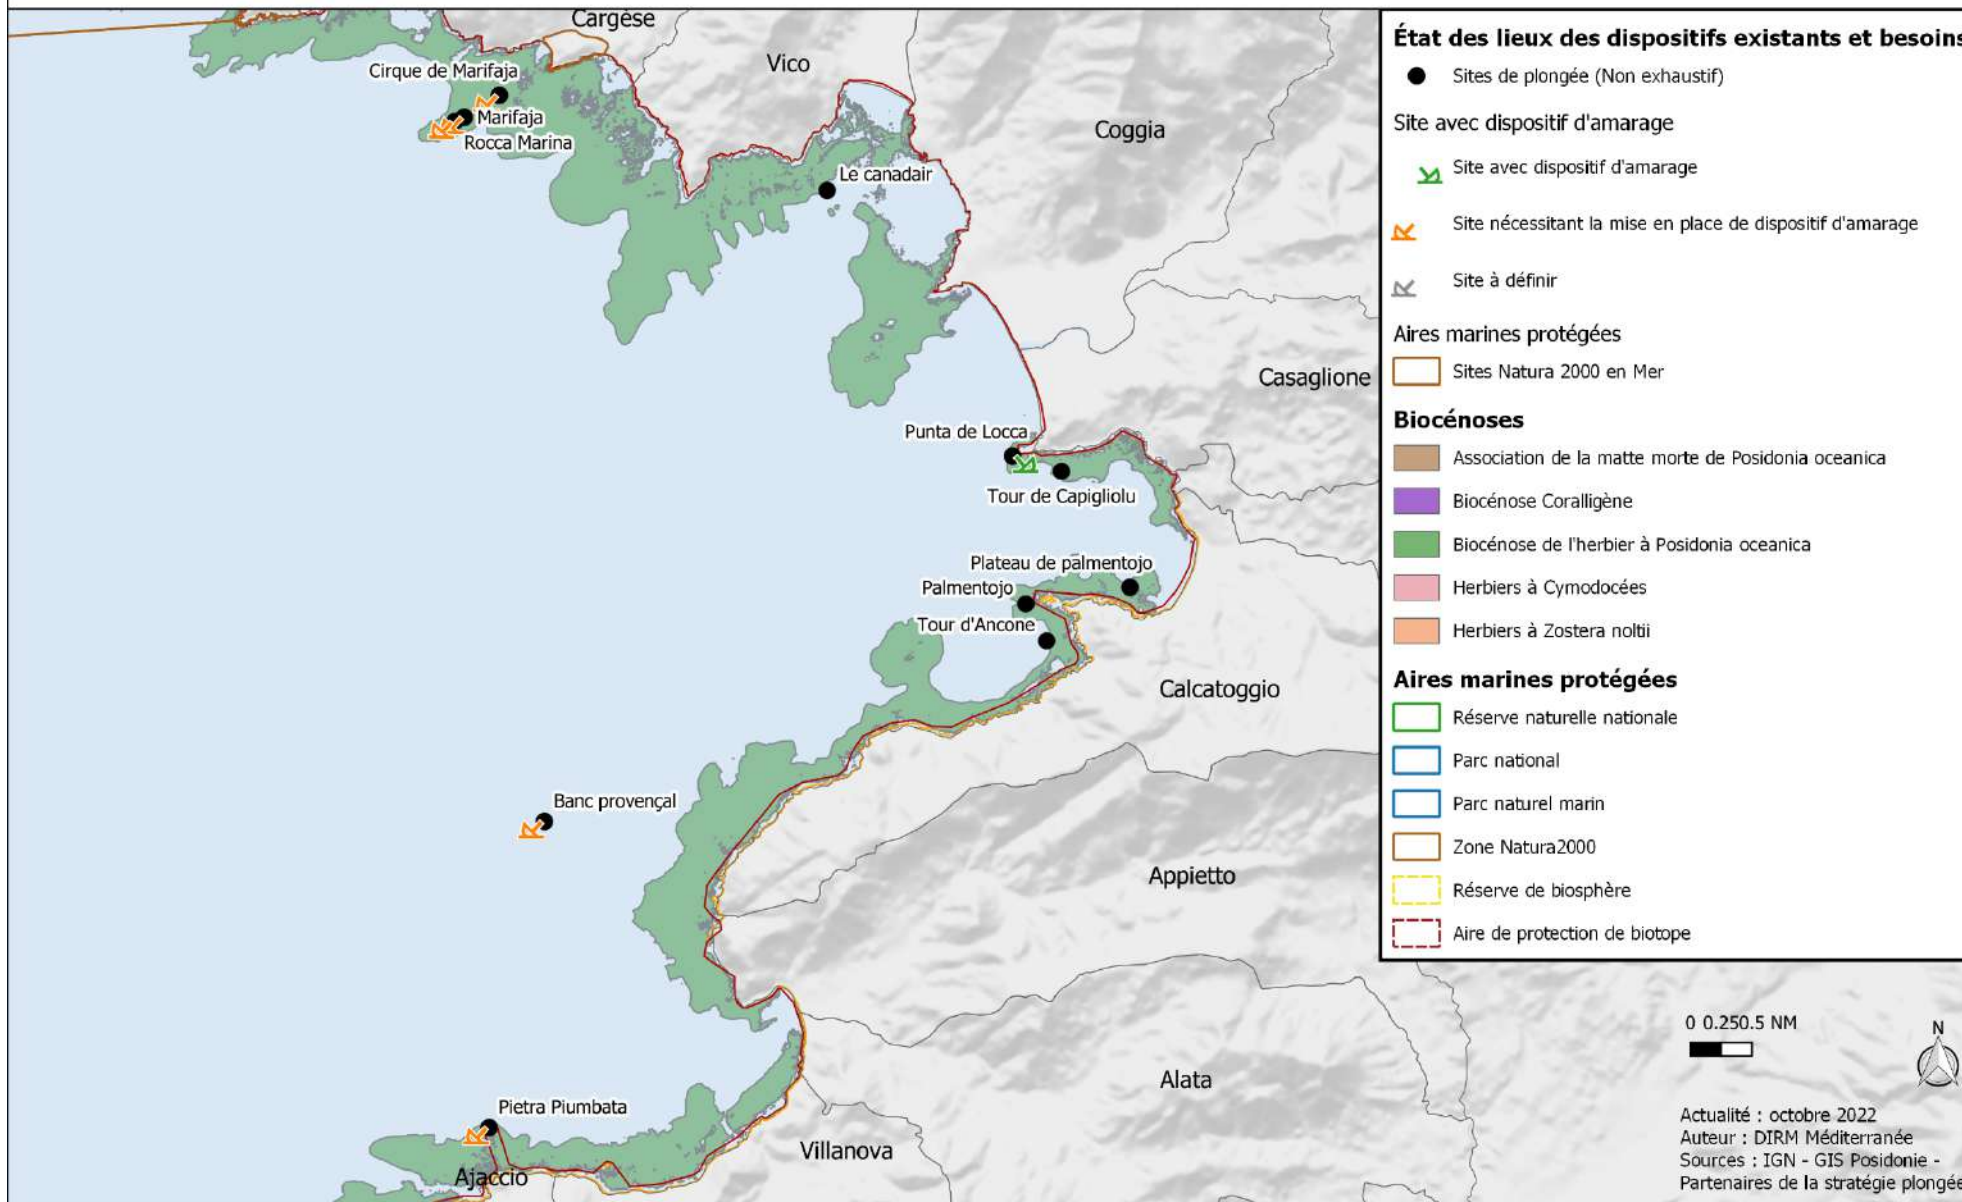 Cargèse
Vico
Cirque de Marifaja
Marifaja
Rocca Marina
Coggia
Le canadair
Casaglione
Punta de Locca
Tour de Capigliolu
Plateau de palmentojo
Palmentojo
Tour d'Ancone
Calcatoggio
Banc provençal
Appietto
Alata
Pietra Piumbata
Villanova
Ajaccio
État des lieux des dispositifs existants et besoins
Sites de plongée (Non exhaustif)
Site avec dispositif d'amarage
Site avec dispositif d'amarage
Site nécessitant la mise en place de dispositif d'amarage
Site à définir
Aires marines protégées
Sites Natura 2000 en Mer
Biocénoses
Association de la matte morte de Posidonia oceanica
Biocénose Coralligène
Biocénose de l'herbier à Posidonia oceanica
Herbiers à Cymodocées
Herbiers à Zostera noltii
Aires marines protégées
Réserve naturelle nationale
Parc national
Parc naturel marin
Zone Natura2000
Réserve de biosphère
Aire de protection de biotope
0 0.250.5 NM
N
Actualité : octobre 2022
Auteur : DIRM Méditerranée
Sources : IGN - GIS Posidonie -
Partenaires de la stratégie plongée